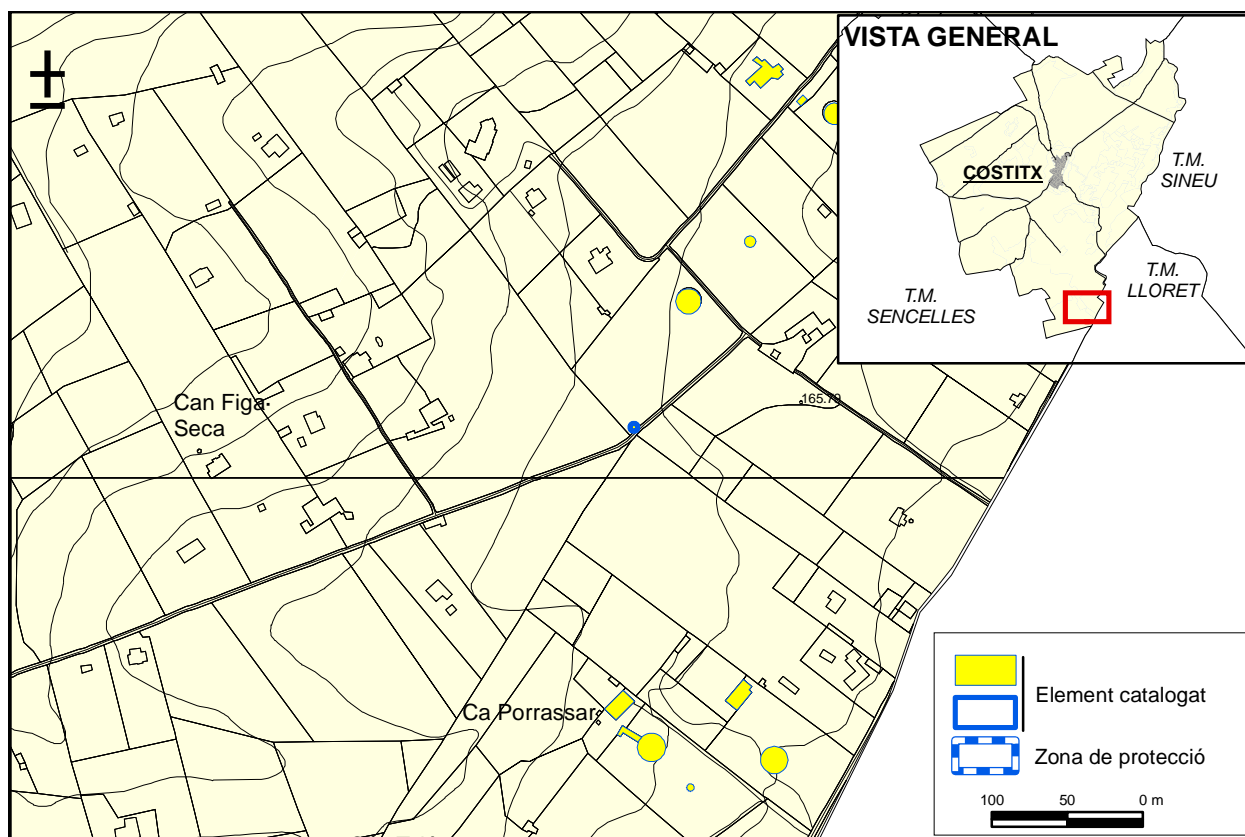 VISTA GENERAL
COSTITX
T.M.
SINEU
T.M.
LLORET
T.M.
SENCELLES
165.79
Can Figa
Seca
Ca Porrassar
Element catalogat
Zona de protecció
100 50 0 m